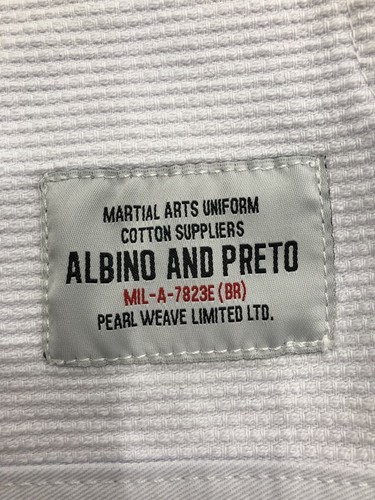 MARTIAL ARTS UNIFORM
COTTON SUPPLIERS
ALBINO AND PRETO
MIL-A-7823E (BR)
PEARL WEAVE LIMITED LTD.